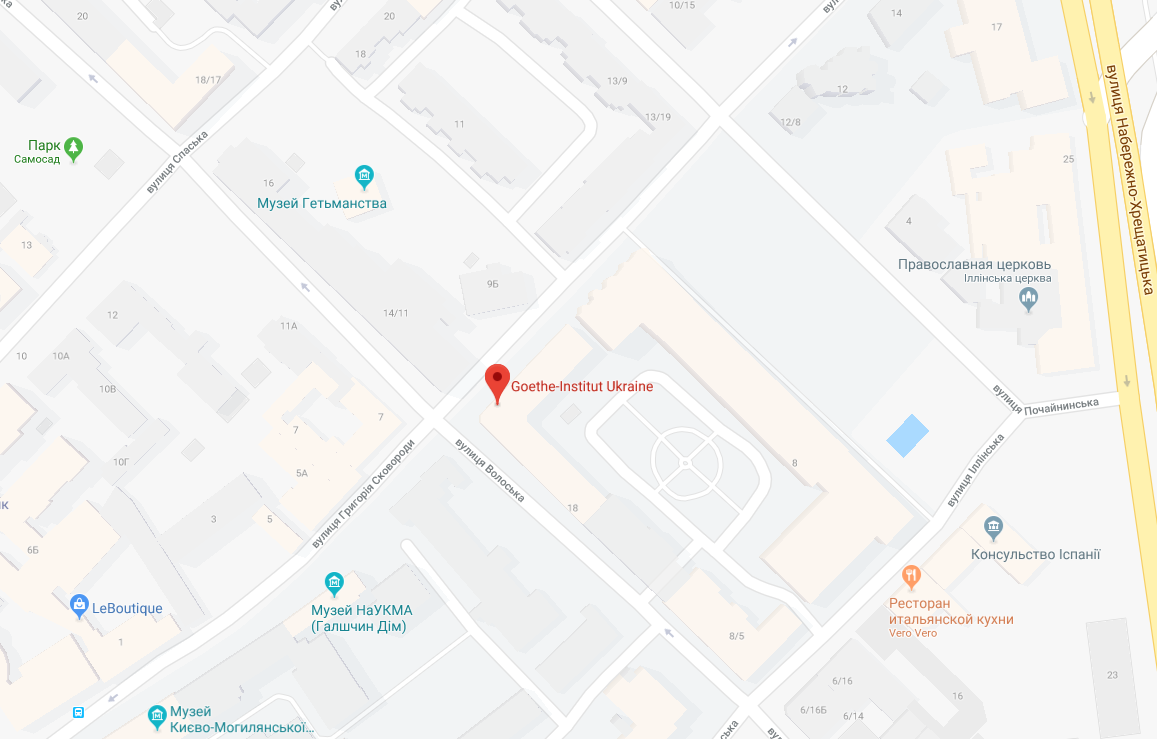 20
18
10/15
14
17
18/17
13/9
11
13/19
12
12/8
25
вулиця Набережно-Хрещатицька
Парк
Самосад
вулиця Спаська
16
Музей Гетьманства
4
13
Православная церковь
Іллінська церква
9Б
12
14/11
11А
10
10А
10В
Goethe-Institut Ukraine
7
7
вулиця Почайнинська
10Г
5А
вулиця Григорія Сковороди
вулиця Волоська
8
вулиця Іллінська
18
3
5
6Б
Консульство Іспанії
LeBoutique
Музей НаУКМА
(Галшчин Дім)
Ресторан
итальянской кухни
Vero Vero
1
8/5
23
6/16
16
6/16Б
6/14
Музей
Києво-Могилянської...